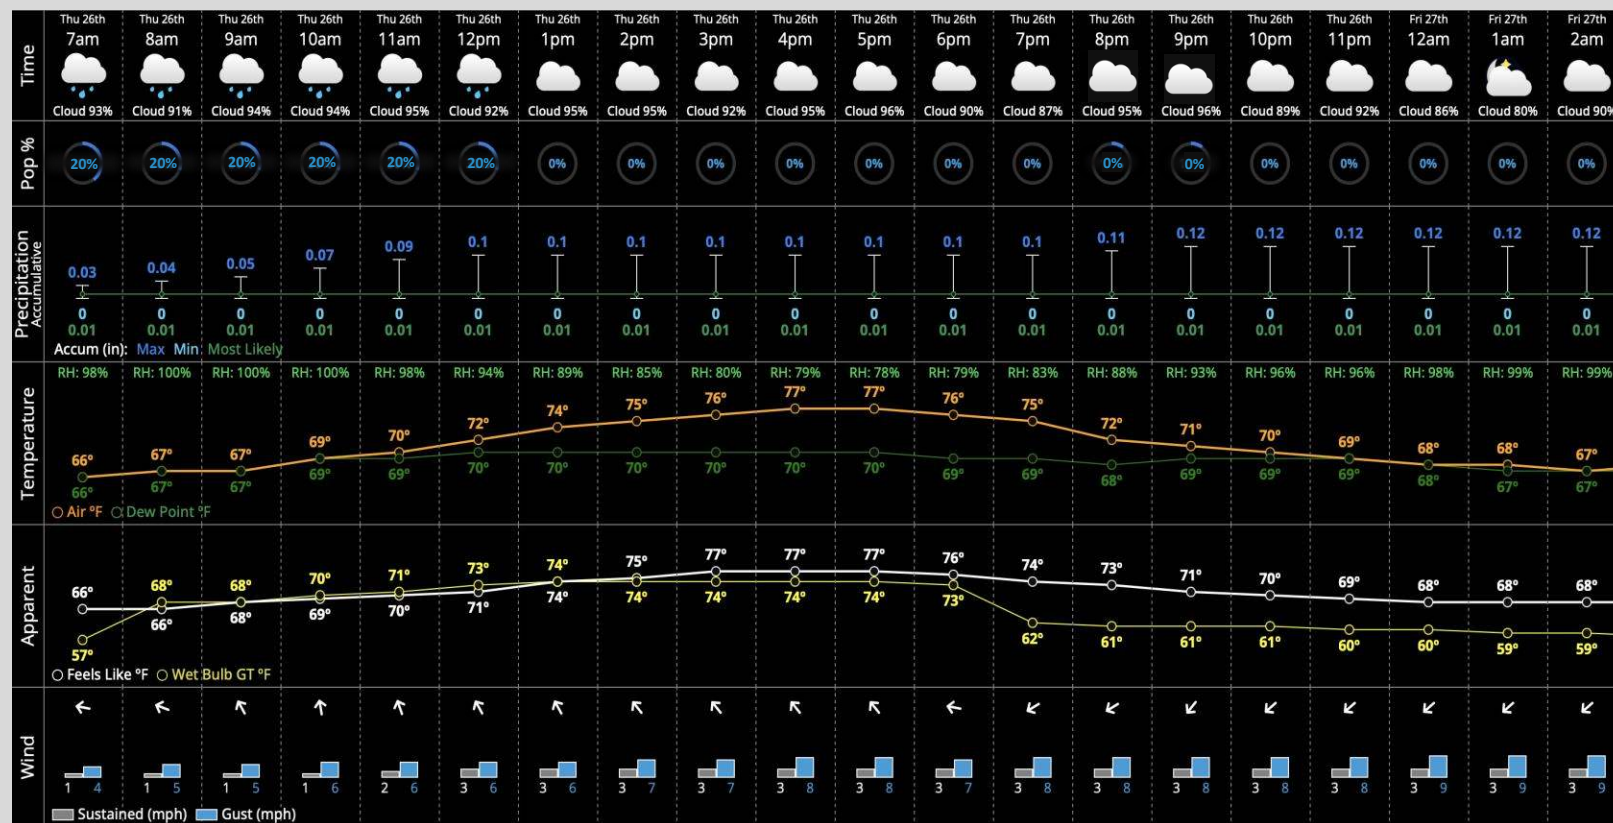 Thu 26th Thu 26th Thu 26th Thu 26th Thu 26th Thu 26th Thu 26th Thu 26th Thu 26th Thu 26th Thu 26th Thu 26th Thu 26th Thu 26th Thu 26th Thu 26th Thu 26th Fri 27th Fri 27th Fri 27th
7am 8am 9am 10am 11am 12pm 1pm 2pm 3pm 4pm 5pm 6pm 7pm 8pm 9pm 10pm 11pm 12am 1am 2am
Time
Cloud 93% Cloud 91% Cloud 94% Cloud 94% Cloud 95% Cloud 92% Cloud 95% Cloud 95% Cloud 92% Cloud 95% Cloud 96% Cloud 90% Cloud 87% Cloud 95% Cloud 95% Cloud 89% Cloud 92% Cloud 86% Cloud 80% Cloud 90%
Pop %
20% 20% 20% 20% 20% 20% 0% 0% 0% 0% 0% 0% 0% 0% 0% 0% 0% 0% 0% 0%
Precipitation
Accumulative
0.03 0.04 0.05 0.07 0.09 0.1 0.1 0.1 0.1 0.1 0.1 0.1 0.1 0.11 0.12 0.12 0.12 0.12 0.12 0.12
0 0 0 0 0 0 0 0 0 0 0 0 0 0 0 0 0 0 0 0
0.01 0.01 0.01 0.01 0.01 0.01 0.01 0.01 0.01 0.01 0.01 0.01 0.01 0.01 0.01 0.01 0.01 0.01 0.01 0.01
Accum (in): Max Min Most Likely
Temperature
RH: 98% RH: 100% RH: 100% RH: 100% RH: 98% RH: 94% RH: 89% RH: 85% RH: 80% RH: 79% RH: 78% RH: 79% RH: 83% RH: 88% RH: 93% RH: 96% RH: 96% RH: 98% RH: 99% RH: 99%
66° 67° 67° 69° 70° 72° 74° 75° 76° 77° 77° 76° 75° 72° 71° 70° 69° 68° 68° 67°
66° 67° 67° 69° 69° 70° 70° 70° 70° 70° 70° 69° 69° 68° 69° 69° 69° 68° 67° 67°
Air °F Dew Point °F
Apparent
66° 68° 68° 70° 71° 73° 74° 75° 77° 77° 77° 76° 74° 73° 71° 70° 69° 68° 68° 68°
57° 66° 68° 69° 70° 71° 74° 74° 74° 74° 74° 73° 62° 61° 61° 61° 60° 60° 59° 59°
Feels Like °F Wet Bulb GT °F
Wind
1 4 1 5 1 5 1 6 2 6 3 6 3 6 3 7 3 7 3 8 3 8 3 7 3 8 3 8 3 8 3 8 3 8 3 9 3 9 3 9
Sustained (mph) Gust (mph)